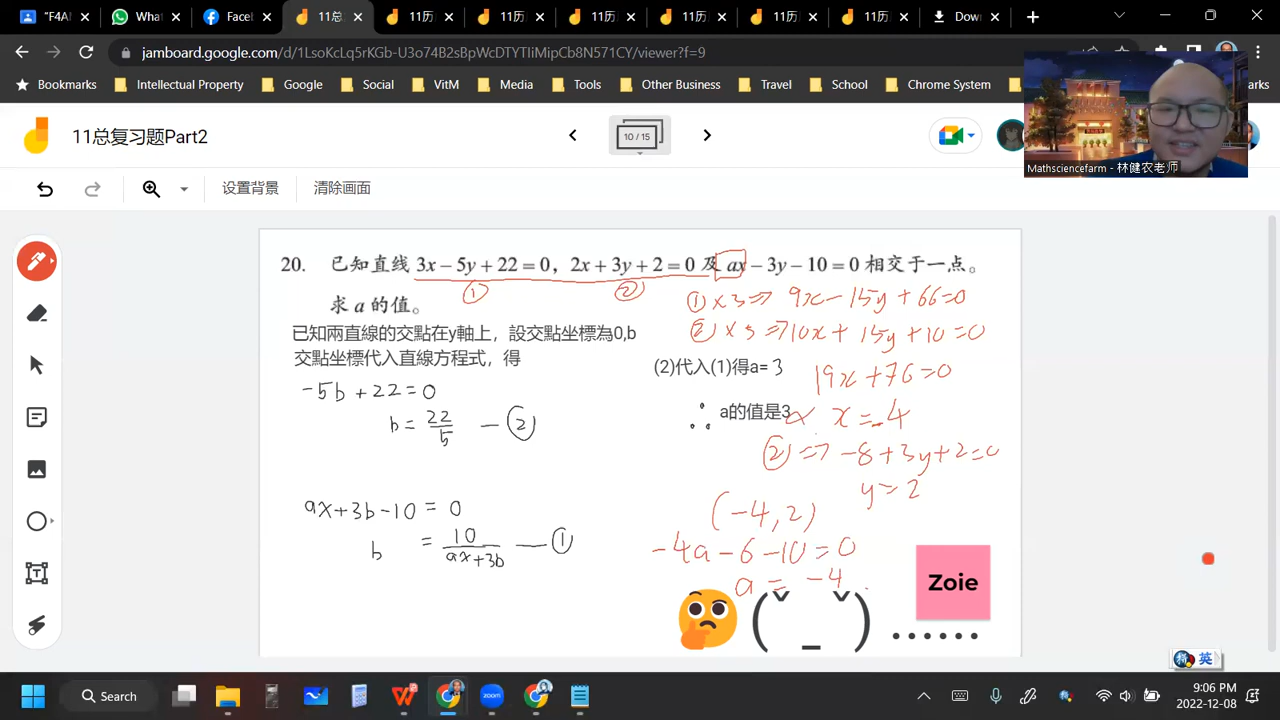 "F4A
What
Facel
11总
11历
11历
11历
11历
11历
11历
Dow
jamboard.google.com/d/1LsoKcLq5rKGb-U3o74B2sBpWcDTYTIiMipCb8N571CY/viewer?f=9
Bookmarks
Intellectual Property
Google
Social
VitM
Media
Tools
Other Business
Travel
School
Chrome System
arks
11总复习题Part2
10 / 15
Mathsciencefarm - 林健农老师
设置背景
清除画面
20. 已知直线 3x – 5y + 22 = 0，2x + 3y + 2 = 0 及 ax – 3y – 10 = 0 相交于一点。
① ②
求 a 的值。
已知兩直線的交點在y軸上，設交點坐標為0,b
交點坐標代入直線方程式，得
-5b + 22 = 0
b = 22/5 — ②
ax+3b-10 = 0
b = 10/(ax+3b) — ①
① x 3 => 9x - 15y + 66 = 0
② x 5 => 10x + 15y + 10 = 0
(2)代入(1)得a= 3
19x + 76 = 0
∴ a的值是3
x = -4
② => -8 + 3y + 2 = 0
y = 2
(-4, 2)
-4a - 6 - 10 = 0
a = -4
Zoie
......
Search
英
9:06 PM
2022-12-08